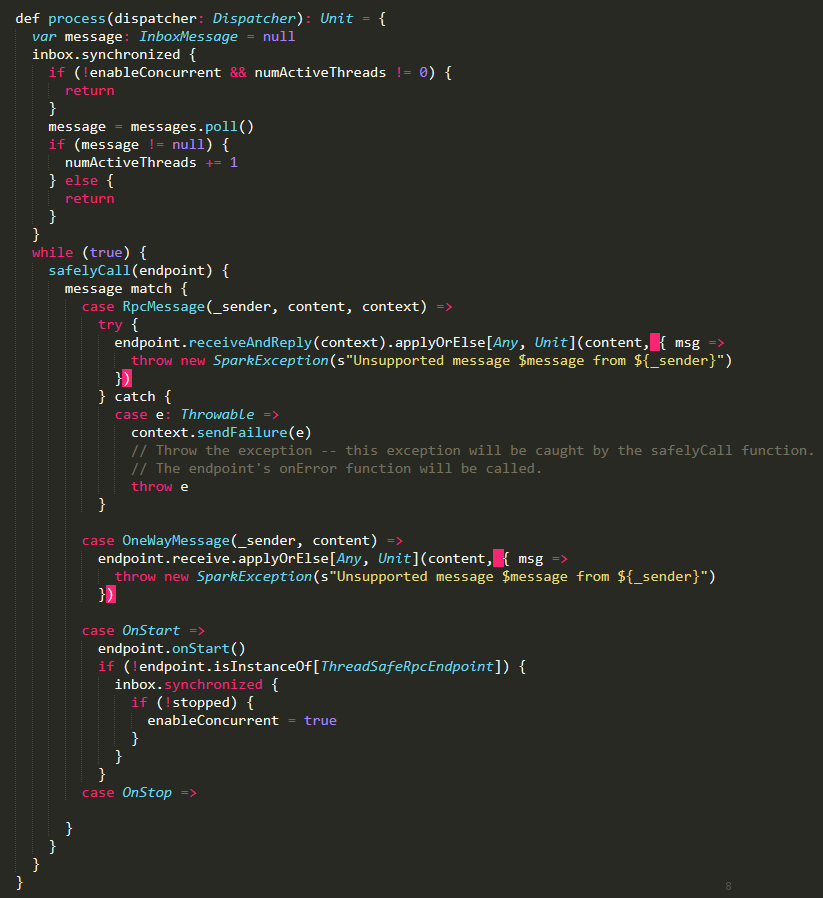 def process(dispatcher: Dispatcher): Unit = {
  var message: InboxMessage = null
  inbox.synchronized {
    if (!enableConcurrent && numActiveThreads != 0) {
      return
    }
    message = messages.poll()
    if (message != null) {
      numActiveThreads += 1
    } else {
      return
    }
  }
  while (true) {
    safelyCall(endpoint) {
      message match {
        case RpcMessage(_sender, content, context) =>
          try {
            endpoint.receiveAndReply(context).applyOrElse[Any, Unit](content, { msg =>
              throw new SparkException(s"Unsupported message $message from ${_sender}")
            })
          } catch {
            case e: Throwable =>
              context.sendFailure(e)
              // Throw the exception -- this exception will be caught by the safelyCall function.
              // The endpoint's onError function will be called.
              throw e
          }

        case OneWayMessage(_sender, content) =>
          endpoint.receive.applyOrElse[Any, Unit](content, { msg =>
            throw new SparkException(s"Unsupported message $message from ${_sender}")
          })

        case OnStart =>
          endpoint.onStart()
          if (!endpoint.isInstanceOf[ThreadSafeRpcEndpoint]) {
            inbox.synchronized {
              if (!stopped) {
                enableConcurrent = true
              }
            }
          }
        case OnStop =>

      }
    }
  }
}
8